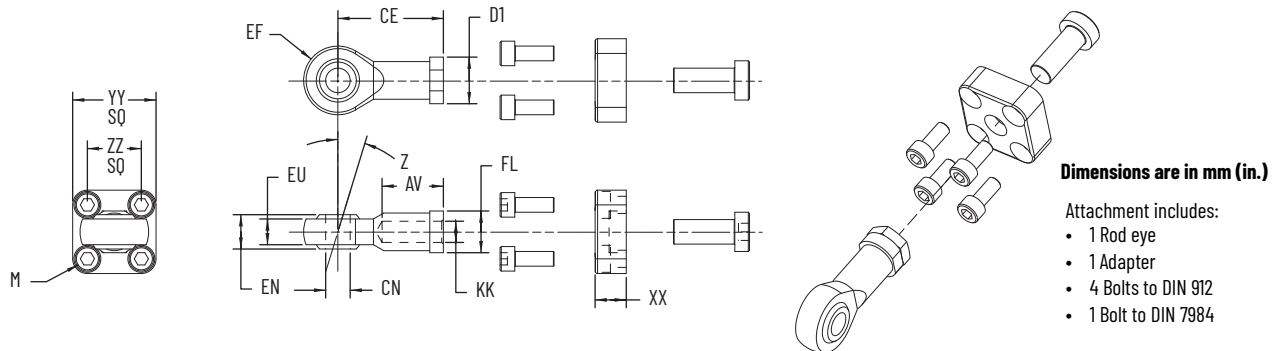 CE
D1
EF
YY
SQ
ZZ
SQ
Z
EU
AV
FL
M
EN
CN
KK
XX
Dimensions are in mm (in.)
Attachment includes:
• 1 Rod eye
• 1 Adapter
• 4 Bolts to DIN 912
• 1 Bolt to DIN 7984